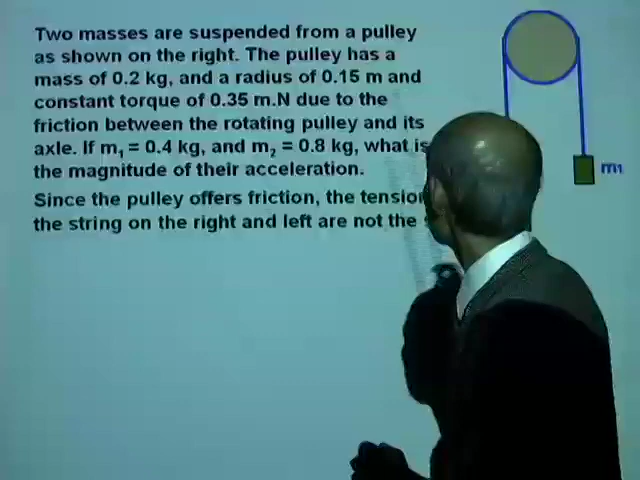 Two masses are suspended from a pulley
as shown on the right. The pulley has a
mass of 0.2 kg, and a radius of 0.15 m and
constant torque of 0.35 m.N due to the
friction between the rotating pulley and its
axle. If m₁ = 0.4 kg, and m₂ = 0.8 kg, what is
the magnitude of their acceleration.
Since the pulley offers friction, the tension
the string on the right and left are not the
m₁